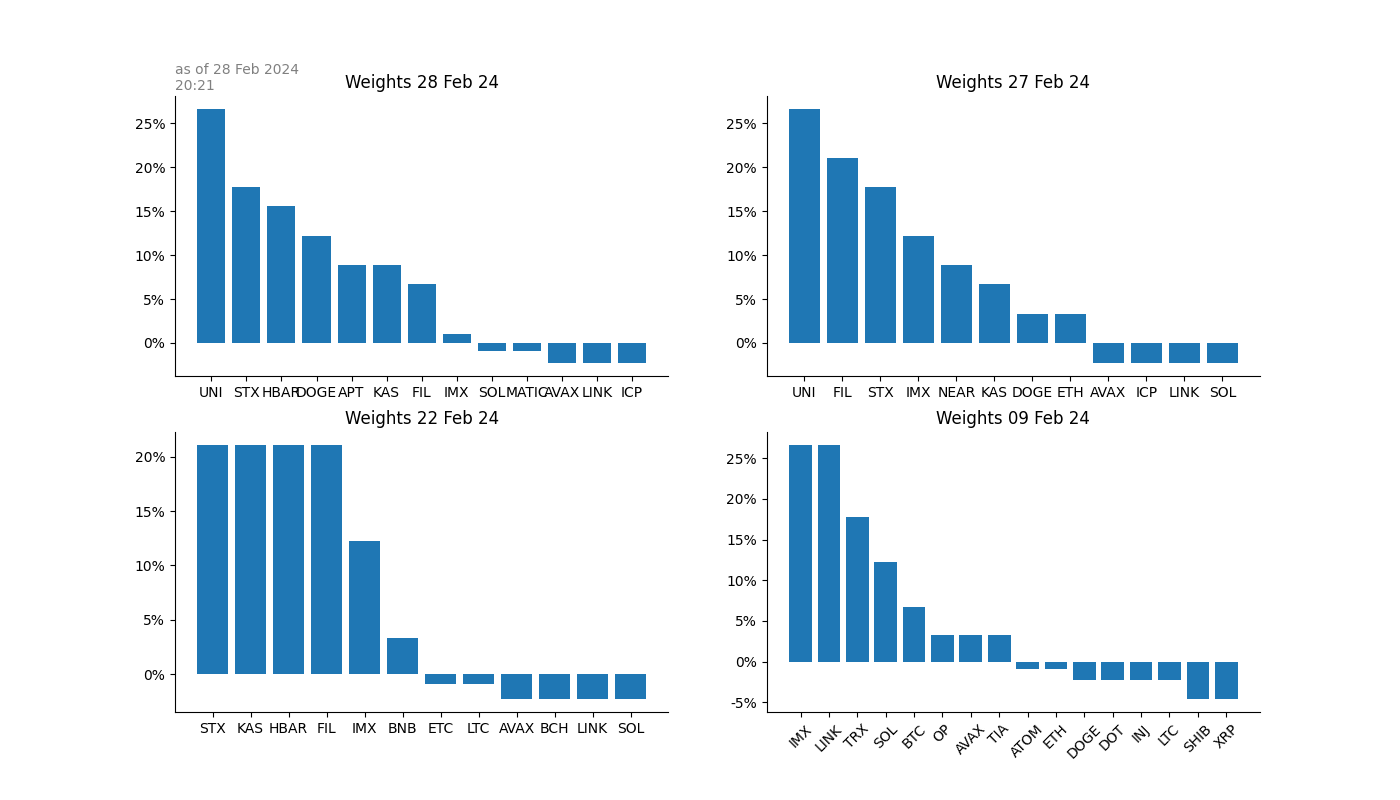 as of 28 Feb 2024
20:21
Weights 28 Feb 24
25%
20%
15%
10%
5%
0%
UNI STX HBAR DOGE APT KAS FIL IMX SOL MATIC AVAX LINK ICP
Weights 27 Feb 24
25%
20%
15%
10%
5%
0%
UNI FIL STX IMX NEAR KAS DOGE ETH AVAX ICP LINK SOL
Weights 22 Feb 24
20%
15%
10%
5%
0%
STX KAS HBAR FIL IMX BNB ETC LTC AVAX BCH LINK SOL
Weights 09 Feb 24
25%
20%
15%
10%
5%
0%
-5%
IMX LINK TRX SOL BTC OP AVAX TIA ATOM ETH DOGE DOT INJ LTC SHIB XRP